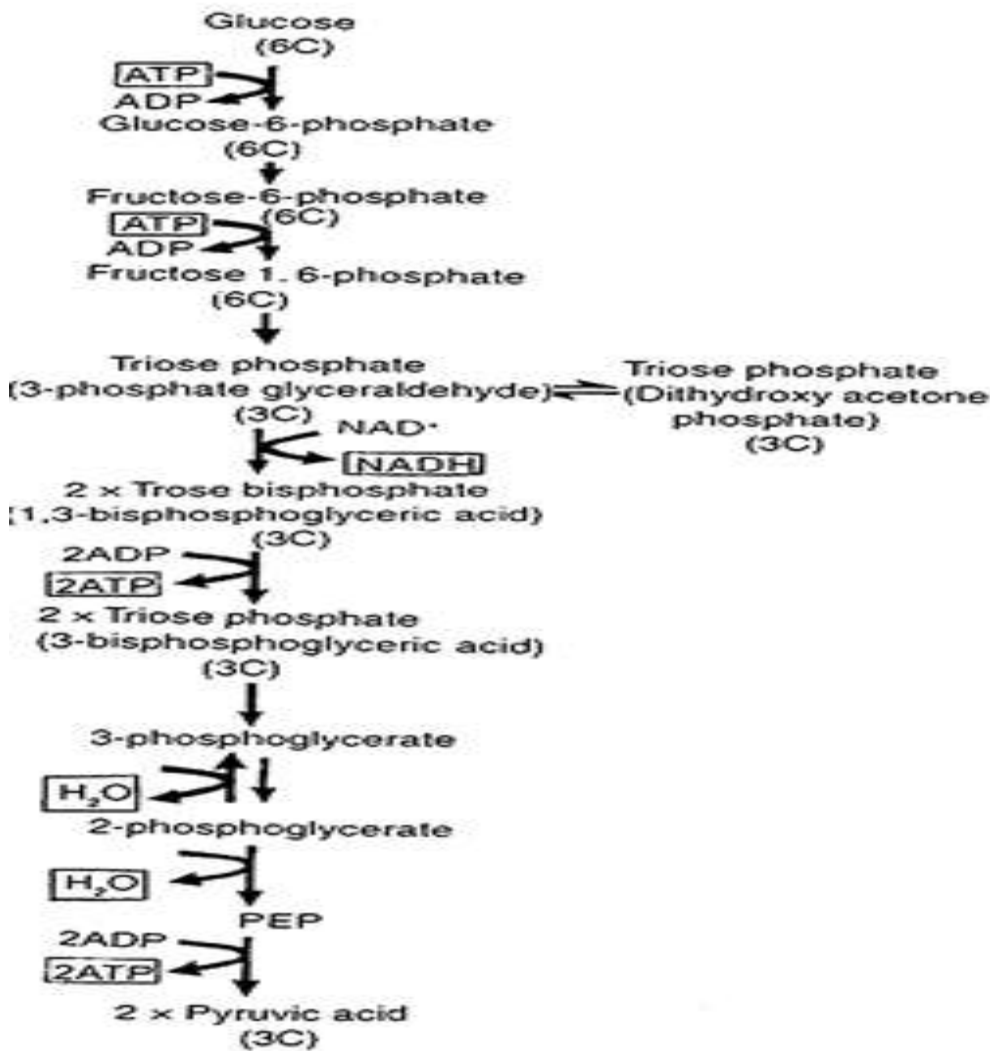 Glucose
(6C)
ATP
ADP
Glucose-6-phosphate
(6C)
Fructose-6-phosphate
(6C)
ATP
ADP
Fructose 1. 6-phosphate
(6C)
Triose phosphate
(3-phosphate glyceraldehyde)
(3C)
Triose phosphate
(Dithydroxy acetone
phosphate)
(3C)
NAD+
NADH
2 x Trose bisphosphate
(1,3-bisphosphoglyceric acid)
(3C)
2ADP
2ATP
2 x Triose phosphate
(3-bisphosphoglyceric acid)
(3C)
3-phosphoglycerate
H₂O
2-phosphoglycerate
H₂O
PEP
2ADP
2ATP
2 x Pyruvic acid
(3C)